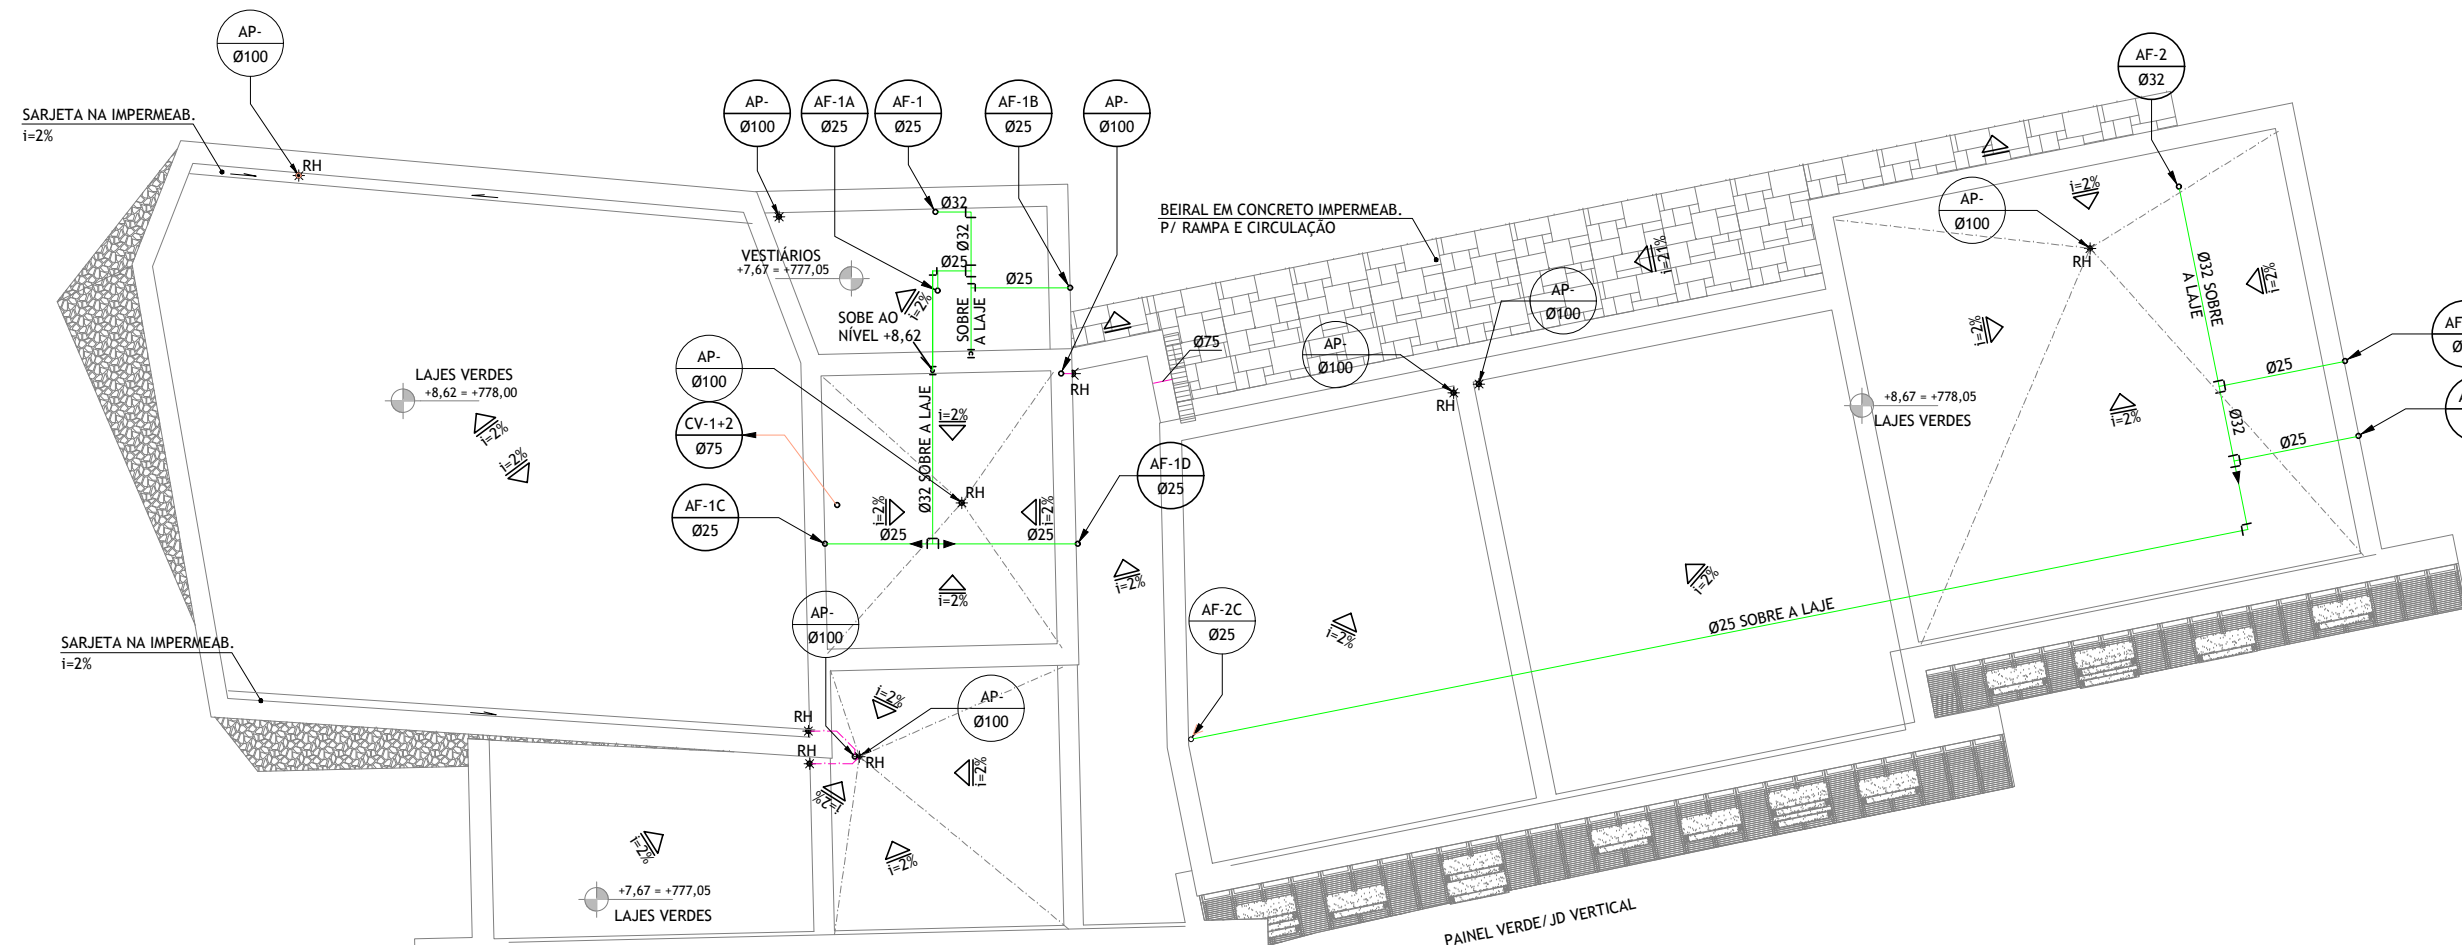 AP-
Ø100
SARJETA NA IMPERMEAB.
i=2%
RH
AP-
Ø100
AF-1A
Ø25
AF-1
Ø25
AF-1B
Ø25
AP-
Ø100
AF-2
Ø32
BEIRAL EM CONCRETO IMPERMEAB.
P/ RAMPA E CIRCULAÇÃO
Ø32
Ø32
Ø25
Ø25
VESTIÁRIOS
+7,67 = +777,05
i=2%
SOBE AO
NÍVEL +8,62
SOBRE
A LAJE
i=21%
AP-
Ø100
RH
i=2%
i=2%
i=2%
Ø32 SOBRE
A LAJE
AP-
Ø100
AP-
Ø100
Ø75
RH
RH
AP-
Ø100
LAJES VERDES
+8,62 = +778,00
i=2%
i=2%
CV-1+2
Ø75
AF-1C
Ø25
Ø32 SOBRE A LAJE
i=2%
RH
i=2%
i=2%
Ø25
Ø25
i=2%
AF-1D
Ø25
+8,67 = +778,05
LAJES VERDES
i=2%
Ø25
Ø32
Ø25
AF
Ø
i=2%
i=2%
i=2%
Ø25 SOBRE A LAJE
AF-2C
Ø25
AP-
Ø100
SARJETA NA IMPERMEAB.
i=2%
RH
RH
RH
i=2%
AP-
Ø100
i=2%
i=2%
i=2%
i=2%
+7,67 = +777,05
LAJES VERDES
PAINEL VERDE/JD VERTICAL